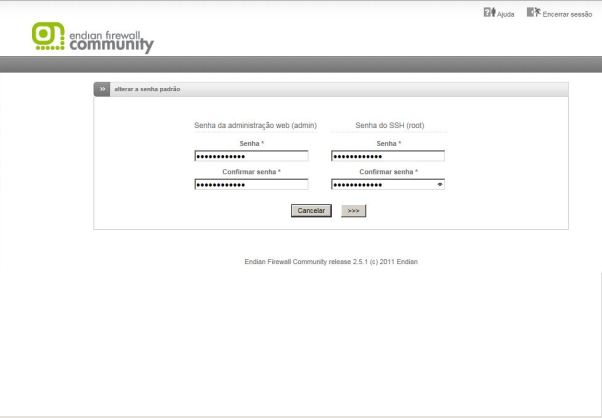 Ajuda Encerrar sessão
endian firewall
community
>> alterar a senha padrão
Senha da administração web (admin) Senha do SSH (root)
Senha * Senha *
●●●●●●●●●●●● ●●●●●●●●●●●●
Confirmar senha * Confirmar senha *
●●●●●●●●●●●● ●●●●●●●●●●●●
Cancelar >>>
Endian Firewall Community release 2.5.1 (c) 2011 Endian